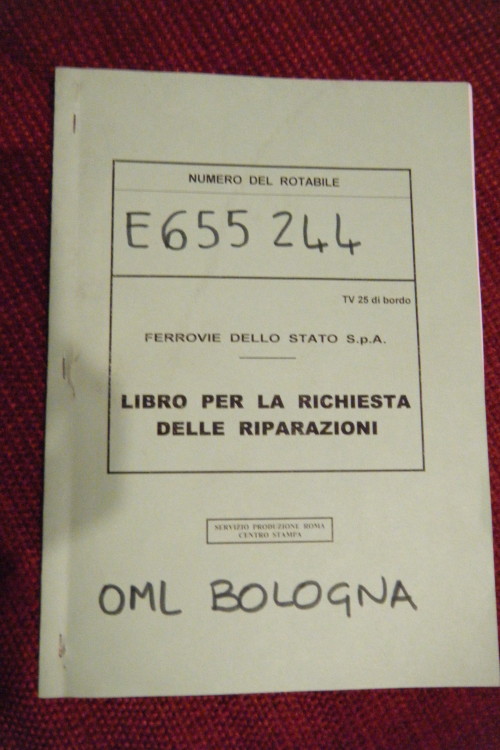 NUMERO DEL ROTABILE
E655 244
TV 25 di bordo
FERROVIE DELLO STATO S.p.A.
LIBRO PER LA RICHIESTA
DELLE RIPARAZIONI
SERVIZIO PRODUZIONE ROMA
CENTRO STAMPA
OML BOLOGNA